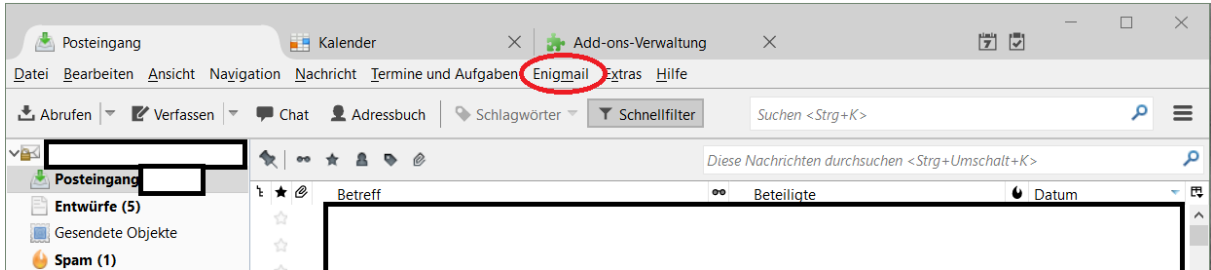 Posteingang Kalender Add-ons-Verwaltung 7
Datei Bearbeiten Ansicht Navigation Nachricht Termine und Aufgaben Enigmail Extras Hilfe
Abrufen Verfassen Chat Adressbuch Schlagwörter Schnellfilter Suchen <Strg+K>
Diese Nachrichten durchsuchen <Strg+Umschalt+K>
Posteingang
Betreff Beteiligte Datum
Entwürfe (5)
Gesendete Objekte
Spam (1)